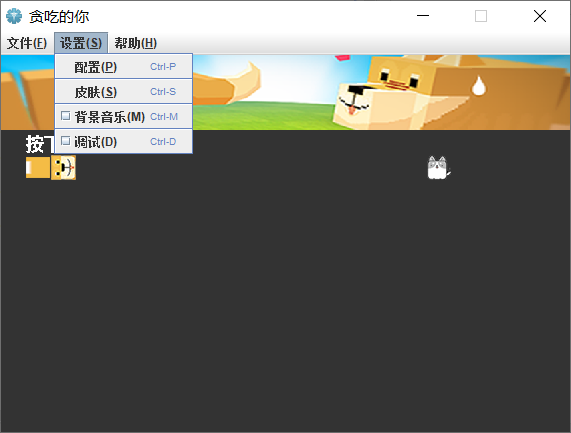 贪吃的你
文件(F) 设置(S) 帮助(H)
配置(P) Ctrl-P
皮肤(S) Ctrl-S
背景音乐(M) Ctrl-M
调试(D) Ctrl-D
按